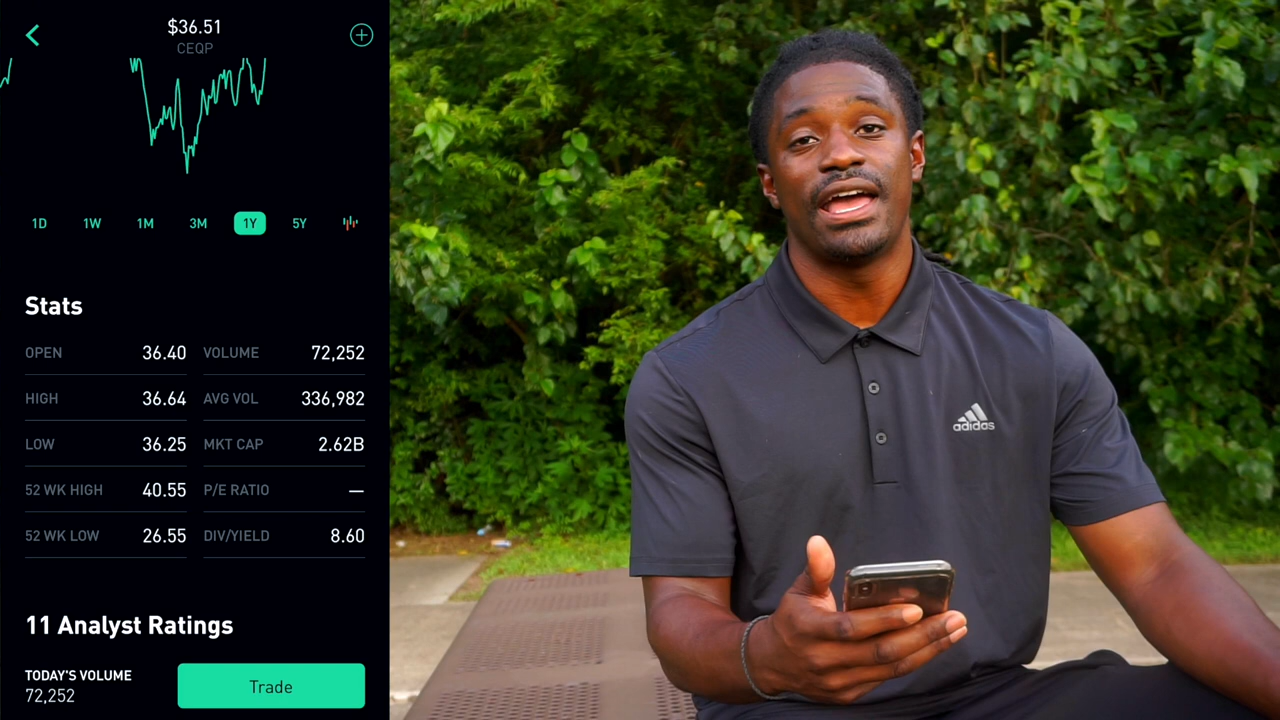 $36.51
CEQP
1D 1W 1M 3M 1Y 5Y
Stats
OPEN 36.40 VOLUME 72,252
HIGH 36.64 AVG VOL 336,982
LOW 36.25 MKT CAP 2.62B
52 WK HIGH 40.55 P/E RATIO —
52 WK LOW 26.55 DIV/YIELD 8.60
11 Analyst Ratings
TODAY'S VOLUME
72,252
Trade
adidas